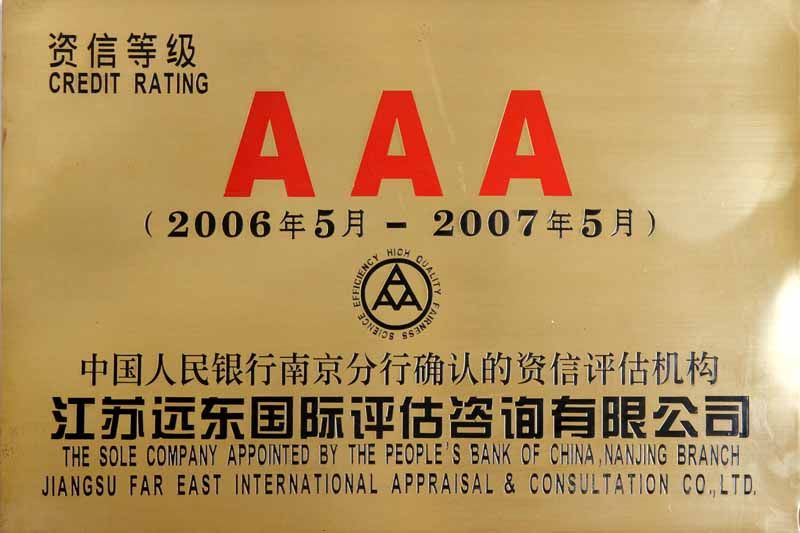 资信等级
CREDIT RATING
AAA
(2006年5月-2007年5月)
SCIENCE EFFICIENCY HIGH QUALITY FAIRNESS
中国人民银行南京分行确认的资信评估机构
江苏远东国际评估咨询有限公司
THE SOLE COMPANY APPOINTED BY THE PEOPLE'S BANK OF CHINA,NANJING BRANCH
JIANGSU FAR EAST INTERNATIONAL APPRAISAL & CONSULTATION CO.,LTD.